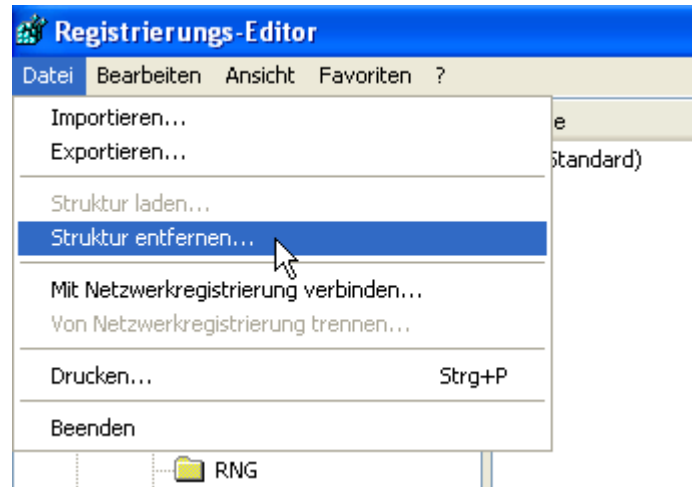 Registrierungs-Editor
Datei Bearbeiten Ansicht Favoriten ?
Importieren...
e
Exportieren...
Standard)
Struktur laden...
Struktur entfernen...
Mit Netzwerkregistrierung verbinden...
Von Netzwerkregistrierung trennen...
Drucken... Strg+P
Beenden
RNG